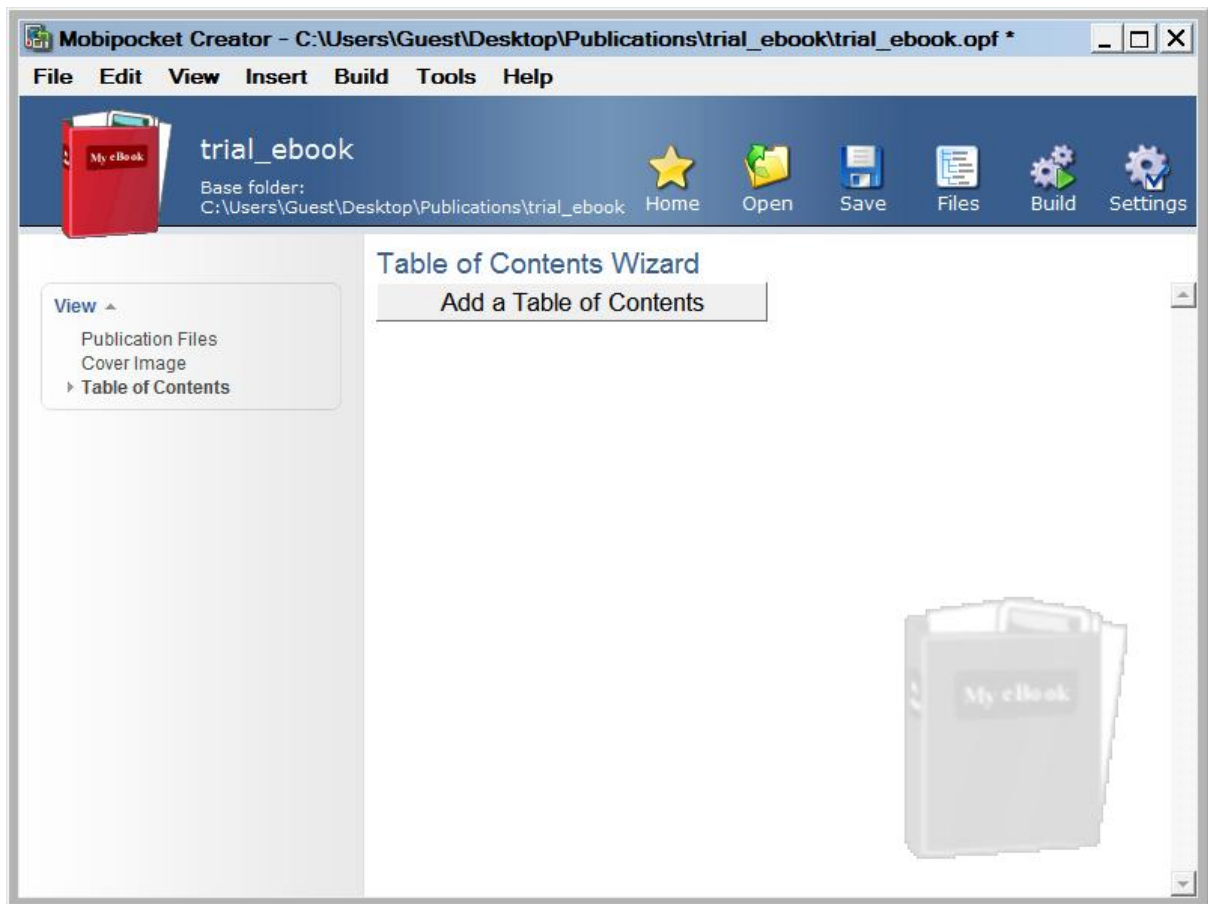 Mobipocket Creator - C:\Users\Guest\Desktop\Publications\trial_ebook\trial_ebook.opf *
File Edit View Insert Build Tools Help
My eBook
trial_ebook
Base folder:
C:\Users\Guest\Desktop\Publications\trial_ebook
Home Open Save Files Build Settings
View
Publication Files
Cover Image
Table of Contents
Table of Contents Wizard
Add a Table of Contents
My eBook